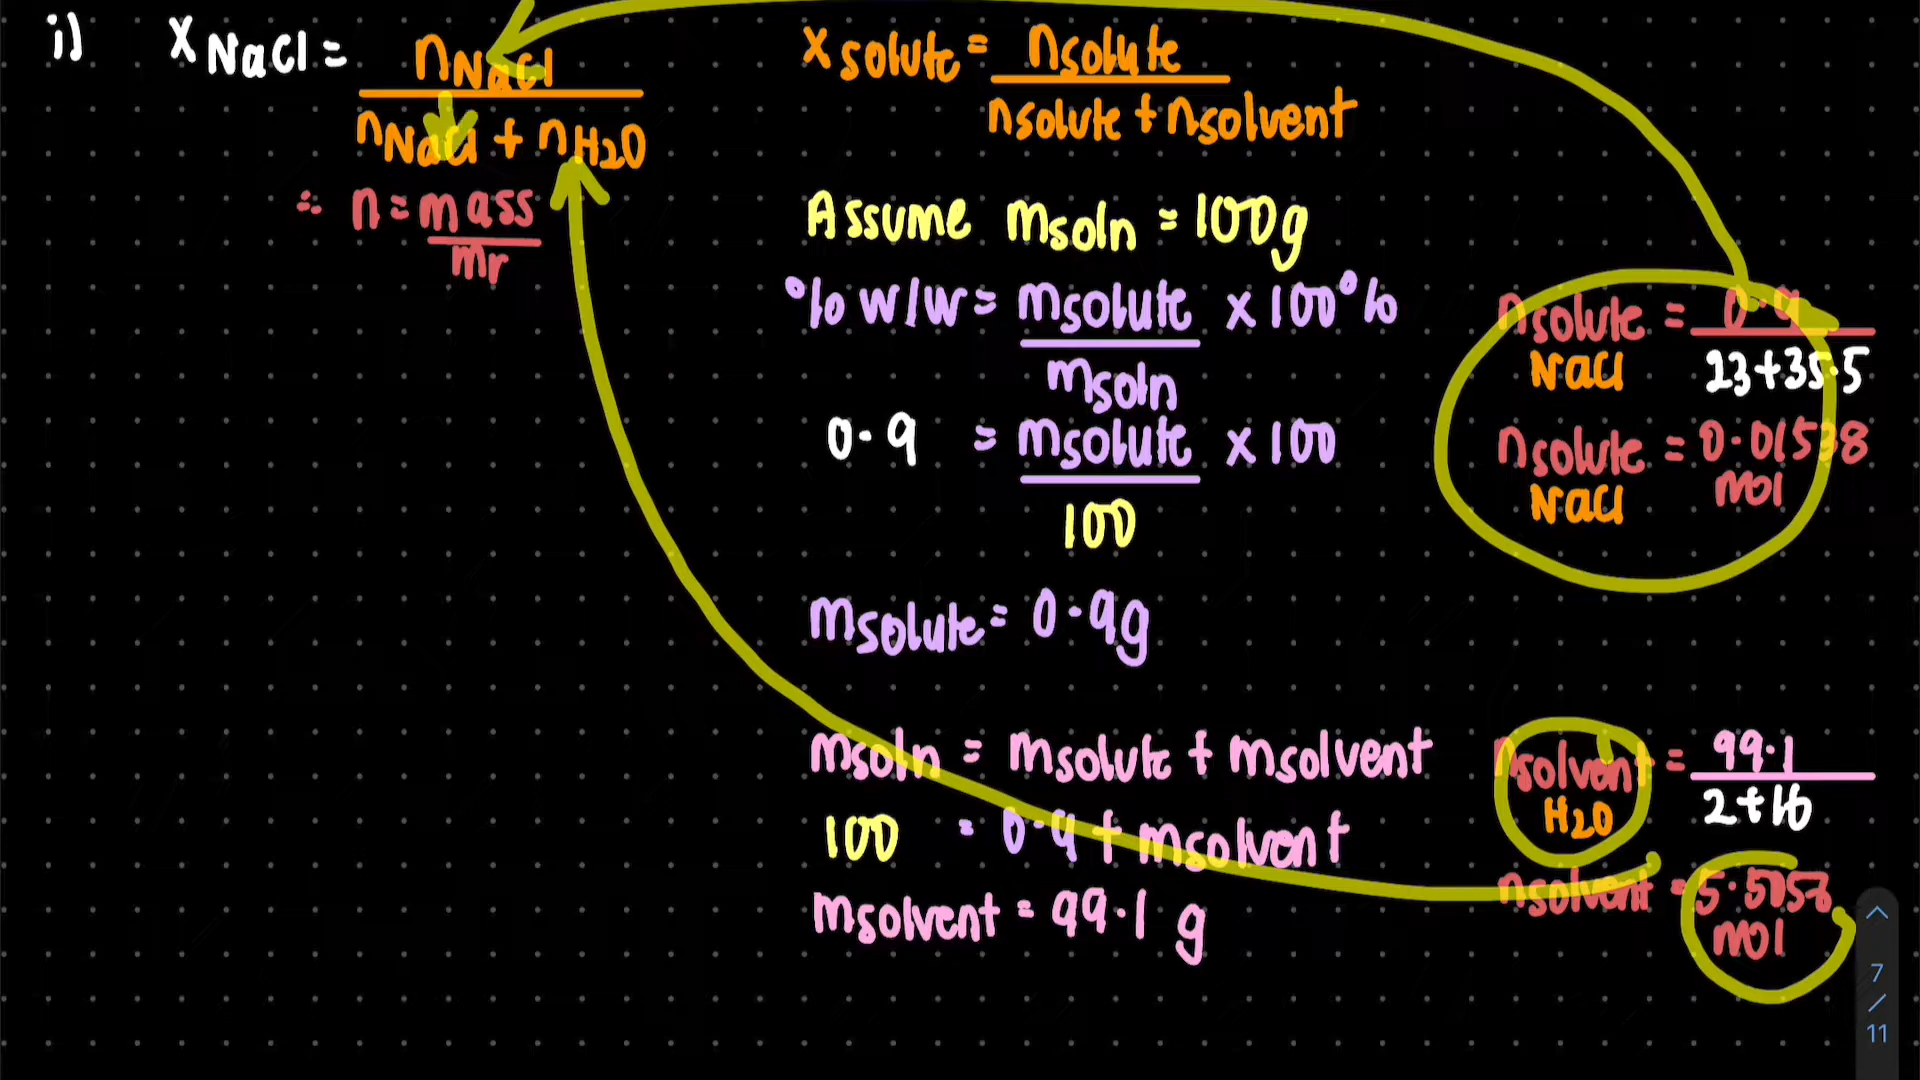 i) X NaCl = nNaCl / nNaCl + nH2O
∴ n = mass / mr
X solute = nsolute / nsolute + nsolvent
Assume msoln = 100g
% w/w = msolute / msoln x 100%
0.9 = msolute / 100 x 100
msolute = 0.9g
msoln = msolute + msolvent
100 = 0.9 + msolvent
msolvent = 99.1 g
nsolute NaCl = 0.9 / 23+35.5
nsolute NaCl = 0.01538 mol
nsolvent H2O = 99.1 / 2+16
nsolvent = 5.5053 mol
7
/
11